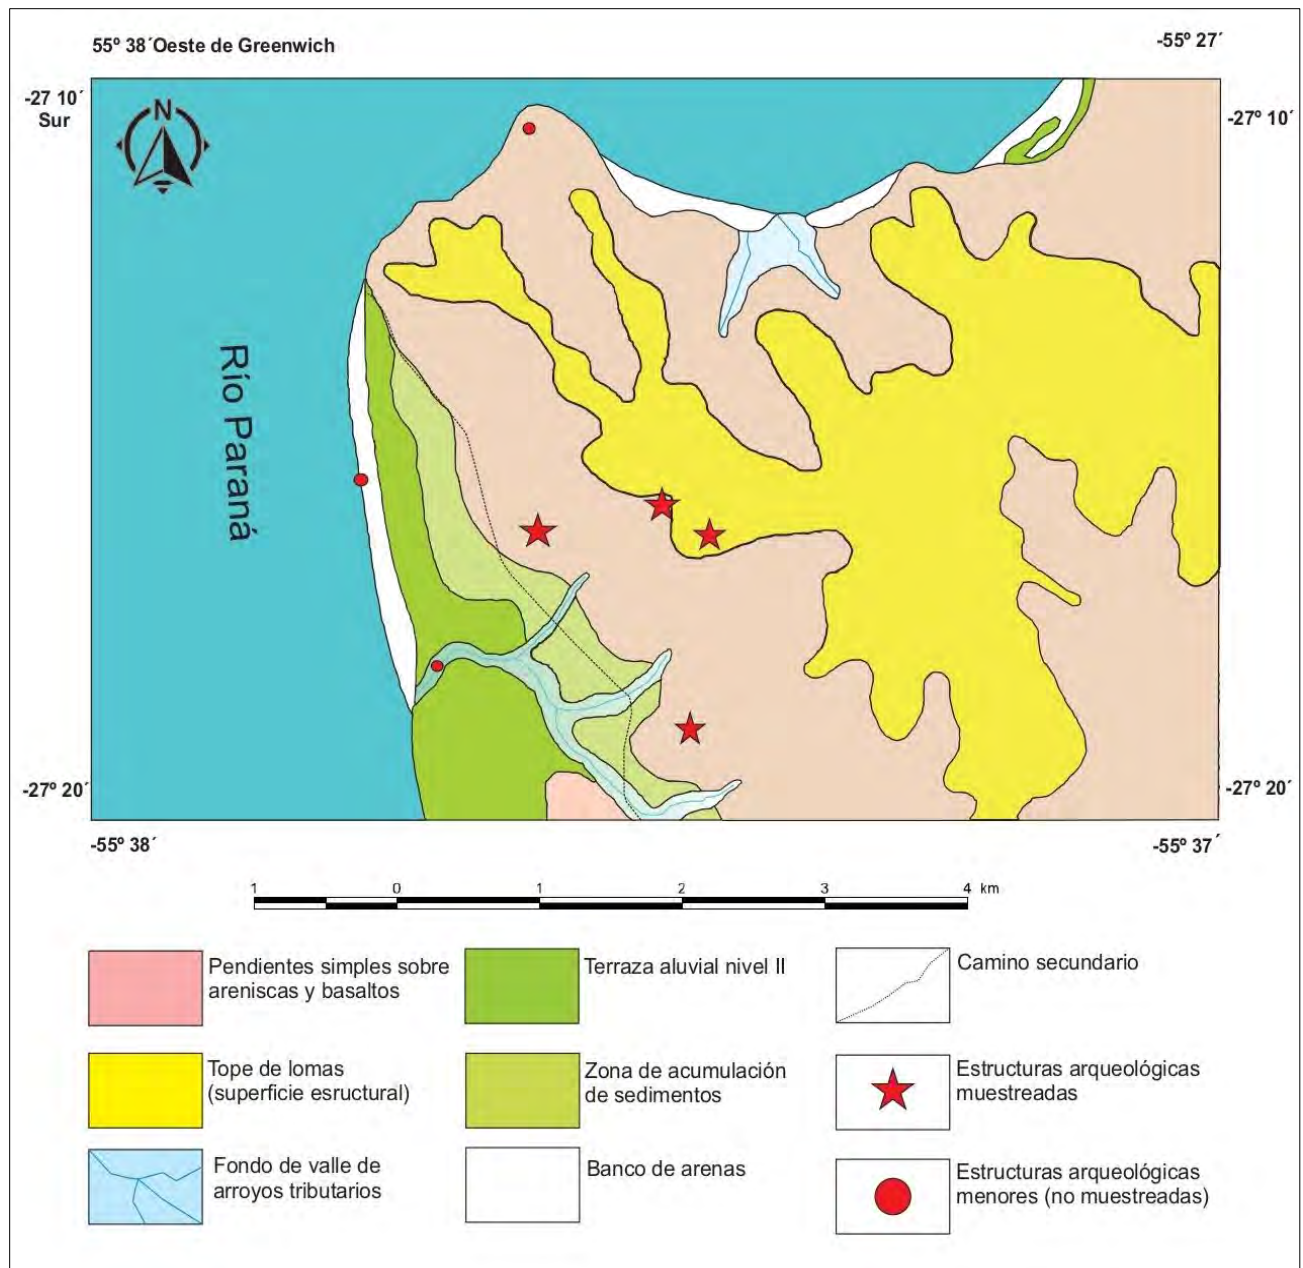 55º 38´Oeste de Greenwich
-55º 27´
-27 10´
Sur
N
-27º 10´
Río Paraná
-27º 20´
-27º 20´
-55º 38´
-55º 37´
1 0 1 2 3 4 km
Pendientes simples sobre
areniscas y basaltos
Terraza aluvial nivel II
Camino secundario
Tope de lomas
(superficie esructural)
Zona de acumulación
de sedimentos
Estructuras arqueológicas
muestreadas
Fondo de valle de
arroyos tributarios
Banco de arenas
Estructuras arqueológicas
menores (no muestreadas)